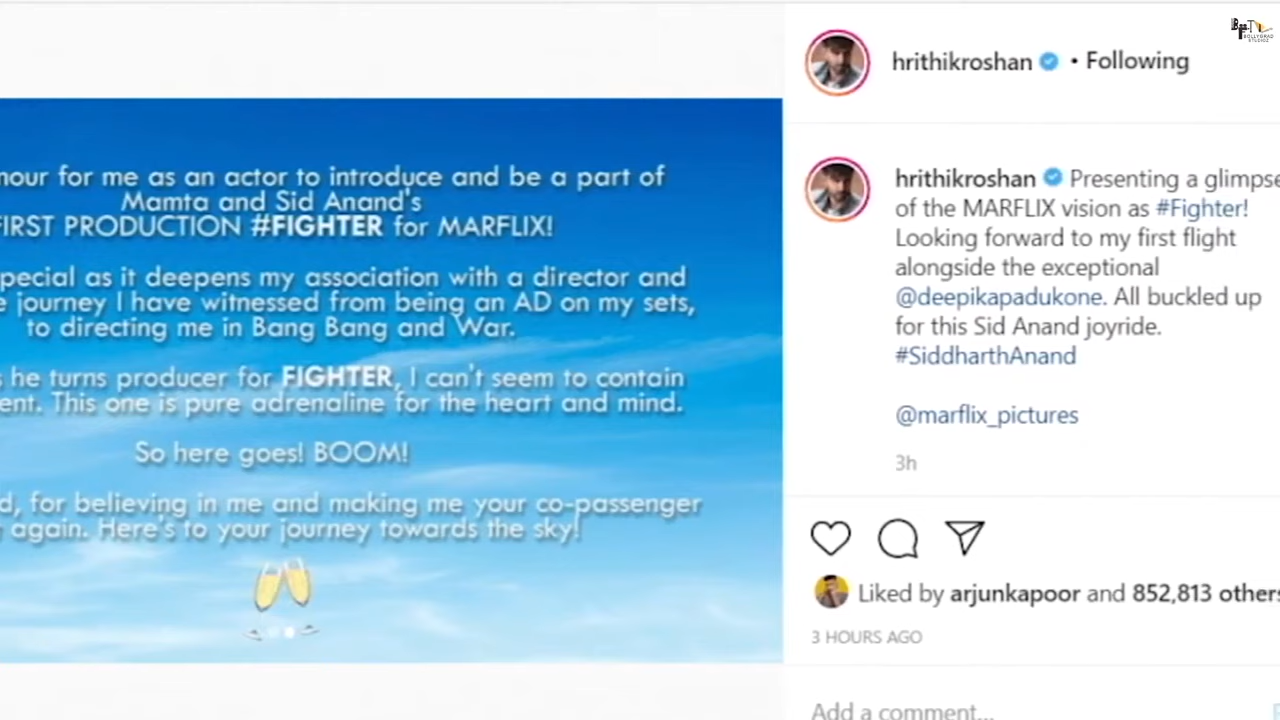 hrithikroshan • Following
nour for me as an actor to introduce and be a part of
Mamta and Sid Anand's
FIRST PRODUCTION #FIGHTER for MARFLIX!
pecial as it deepens my association with a director and
e journey I have witnessed from being an AD on my sets,
to directing me in Bang Bang and War.
s he turns producer for FIGHTER, I can't seem to contain
ent. This one is pure adrenaline for the heart and mind.
So here goes! BOOM!
d, for believing in me and making me your co-passenger
again. Here's to your journey towards the sky!
hrithikroshan Presenting a glimpse
of the MARFLIX vision as #Fighter!
Looking forward to my first flight
alongside the exceptional
@deepikapadukone. All buckled up
for this Sid Anand joyride.
#SiddharthAnand
@marflix_pictures
3h
Liked by arjunkapoor and 852,813 others
3 HOURS AGO
Add a comment...